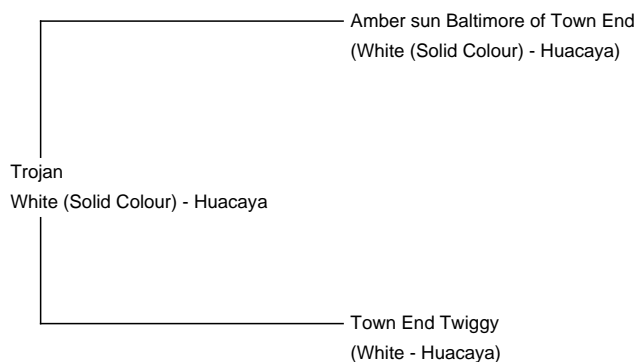 Amber sun Baltimore of Town End
(White (Solid Colour) - Huacaya)
Trojan
White (Solid Colour) - Huacaya
Town End Twiggy
(White - Huacaya)